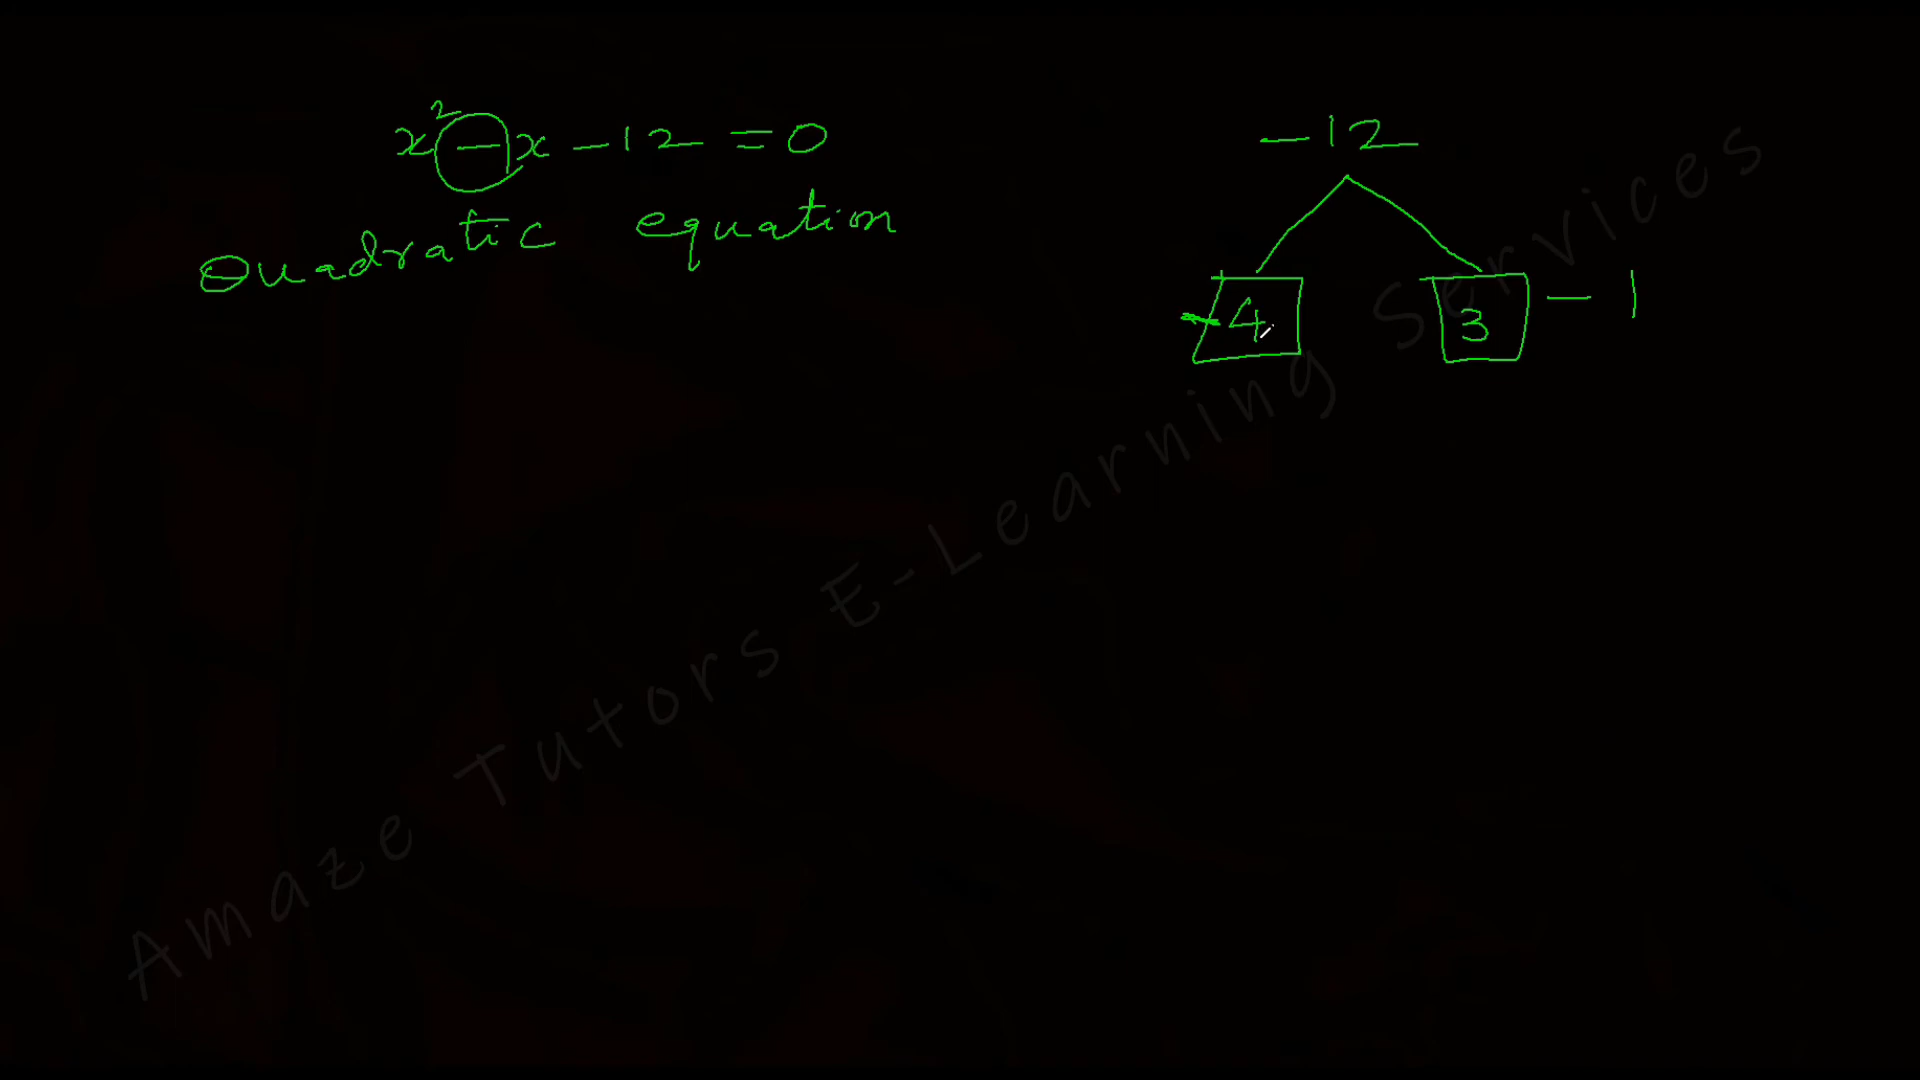 x² - x - 12 = 0
Quadratic equation
-12
-4 3 - 1
Amaze Tutors E-Learning Services